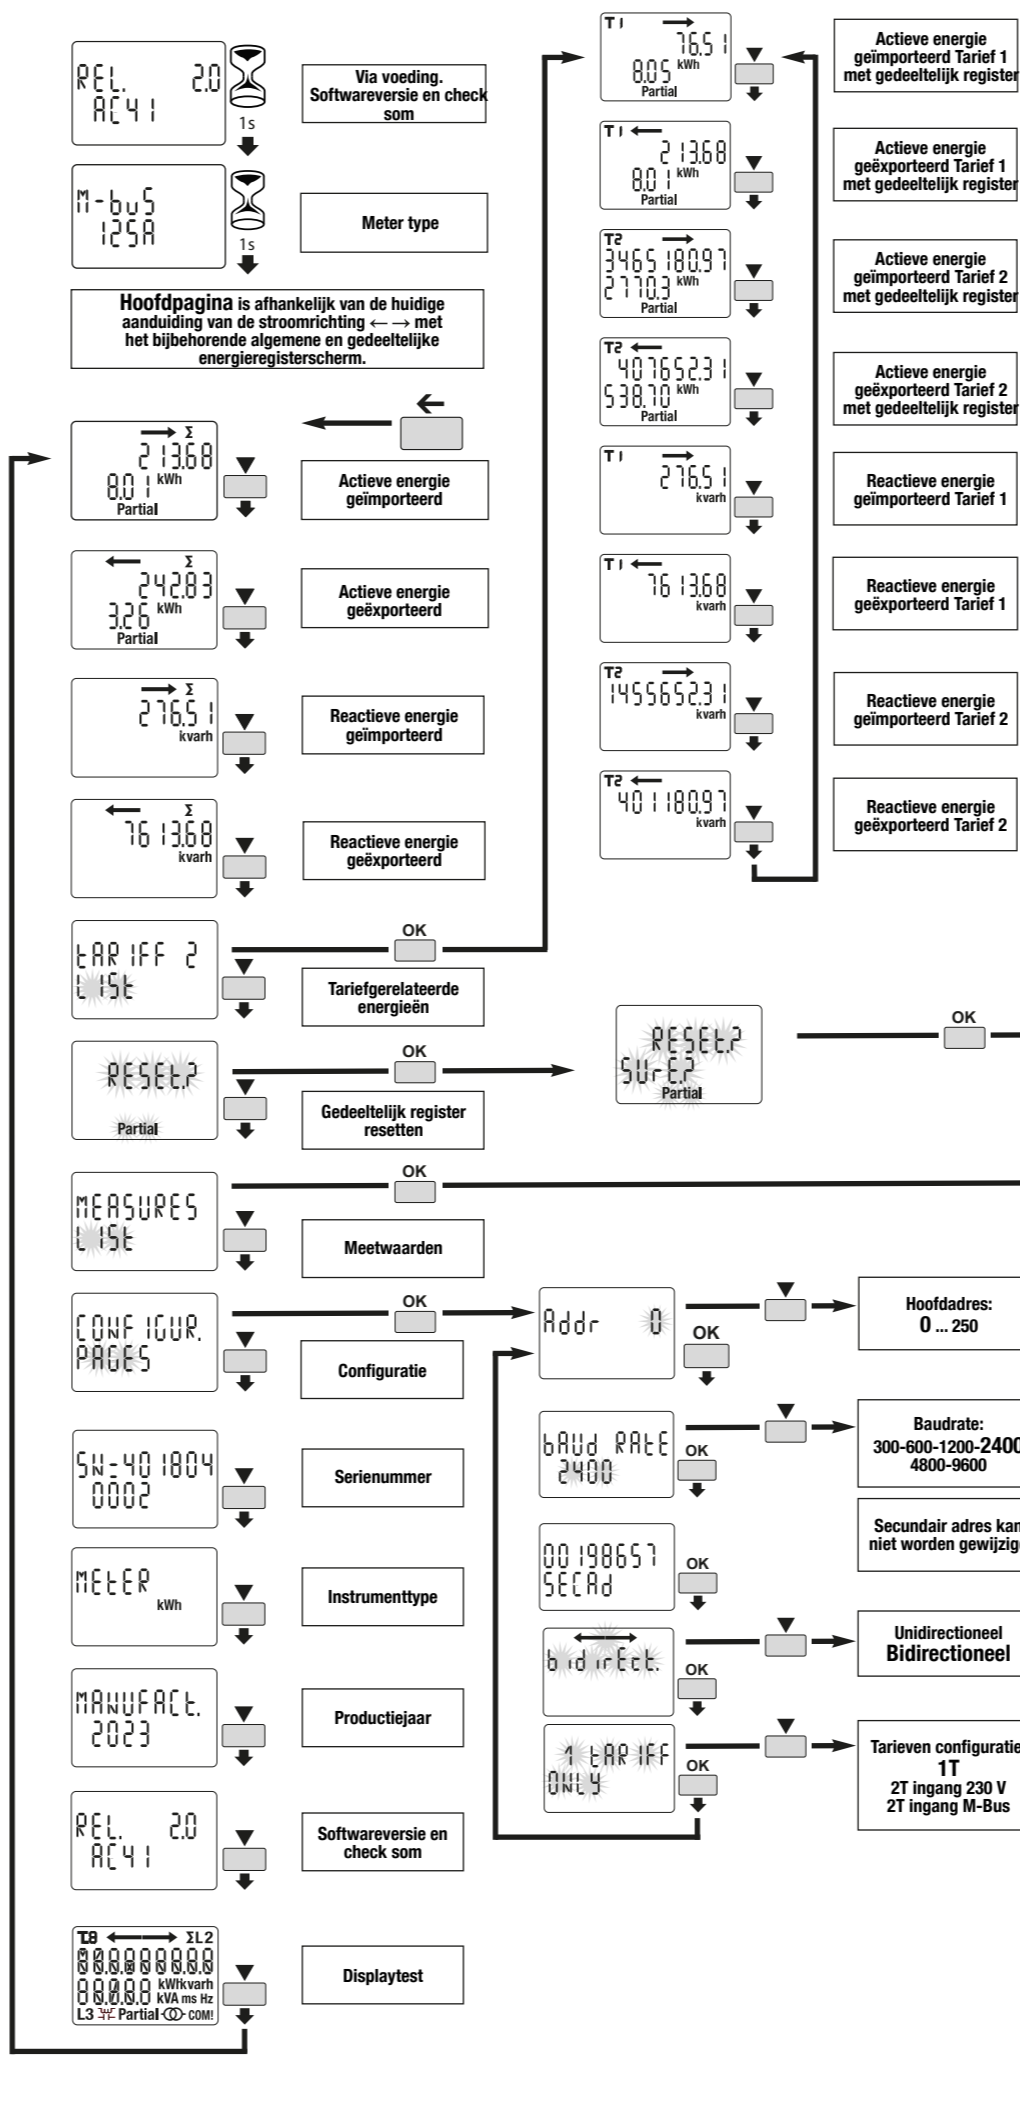 REL. 2.0
AC41
1s
Via voeding.
Softwareversie en check
som
M-buS
125A
1s
Meter type
Hoofdpagina is afhankelijk van de huidige
aanduiding van de stroomrichting ← → met
het bijbehorende algemene en gedeeltelijke
energieregisterscherm.
→ Σ
213.68
8.01 kWh
Partial
←
Actieve energie
geïmporteerd
← Σ
242.83
3.26 kWh
Partial
Actieve energie
geëxporteerd
→ Σ
276.51
kvarh
Reactieve energie
geïmporteerd
← Σ
7613.68
kvarh
Reactieve energie
geëxporteerd
tARIFF 2
LISt
OK
Tariefgerelateerde
energieën
RESEt?
Partial
OK
Gedeeltelijk register
resetten
MEASURES
LISt
OK
Meetwaarden
CONFIGUR.
PAGES
OK
Configuratie
SN=401804
0002
Serienummer
MEtER
kWh
Instrumenttype
MANUFACt.
2023
Productiejaar
REL. 2.0
AC41
Softwareversie en
check som
T.8 ← → ΣL2
kWh kvarh
kVA ms Hz
L3 Partial COM!
Displaytest
T1 →
76.51
8.05 kWh
Partial
Actieve energie
geïmporteerd Tarief 1
met gedeeltelijk register
T1 ←
213.68
8.01 kWh
Partial
Actieve energie
geëxporteerd Tarief 1
met gedeeltelijk register
T2 →
3465180.97
2770.3 kWh
Partial
Actieve energie
geïmporteerd Tarief 2
met gedeeltelijk register
T2 ←
407652.31
538.70 kWh
Partial
Actieve energie
geëxporteerd Tarief 2
met gedeeltelijk register
T1 →
276.51
kvarh
Reactieve energie
geïmporteerd Tarief 1
T1 ←
7613.68
kvarh
Reactieve energie
geëxporteerd Tarief 1
T2 →
1455652.31
kvarh
Reactieve energie
geïmporteerd Tarief 2
T2 ←
401180.97
kvarh
Reactieve energie
geëxporteerd Tarief 2
RESEt?
SUrE?
Partial
OK
Addr 0
OK
Hoofdadres:
0 ... 250
bAUd RAtE
2400
OK
Baudrate:
300-600-1200-2400
4800-9600
00198657
SECAd
OK
Secundair adres kan
niet worden gewijzig
← →
bidirEct.
OK
Unidirectioneel
Bidirectioneel
1 tARIFF
ONLY
OK
Tarieven configuratie
1T
2T ingang 230 V
2T ingang M-Bus